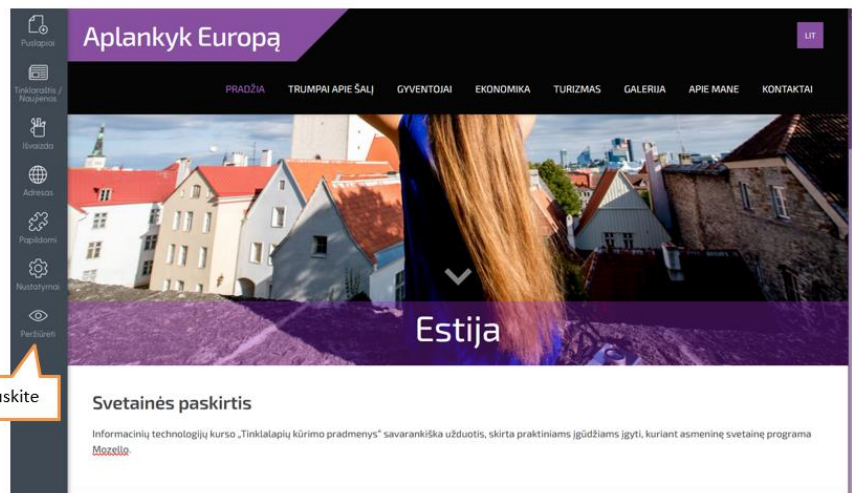 Puslapiai
Tinklaraštis /
Naujienos
Išvaizda
Adresas
Papildomi
Nustatymai
Peržiūrėti
Aplankyk Europą
LIT
PRADŽIA TRUMPAI APIE ŠALĮ GYVENTOJAI EKONOMIKA TURIZMAS GALERIJA APIE MANE KONTAKTAI
Estija
Svetainės paskirtis
Informacinių technologijų kurso „Tinklalapių kūrimo pradmenys“ savarankiška užduotis, skirta praktiniams įgūdžiams įgyti, kuriant asmeninę svetainę programa
Mozello.